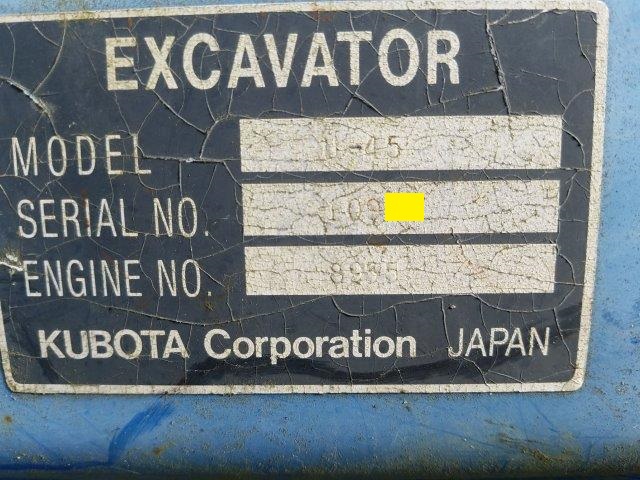 EXCAVATOR
MODEL U-45
SERIAL NO.
ENGINE NO.
KUBOTA Corporation JAPAN